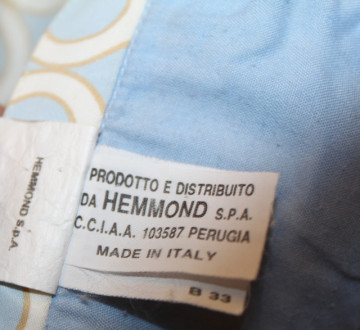 PRODOTTO E DISTRIBUITO
DA HEMMOND S.P.A.
C.C.I.A.A. 103587 PERUGIA
MADE IN ITALY
B 33
HEMMOND S.p.A.